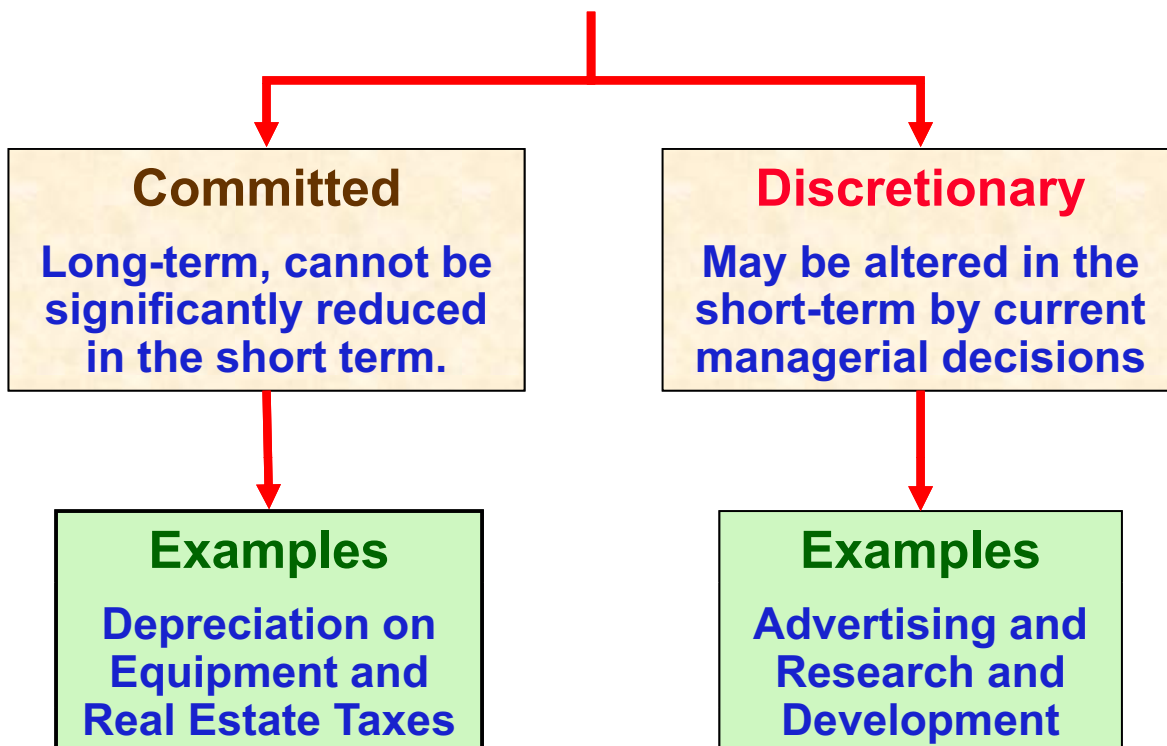 Committed
Long-term, cannot be
significantly reduced
in the short term.
Discretionary
May be altered in the
short-term by current
managerial decisions
Examples
Depreciation on
Equipment and
Real Estate Taxes
Examples
Advertising and
Research and
Development